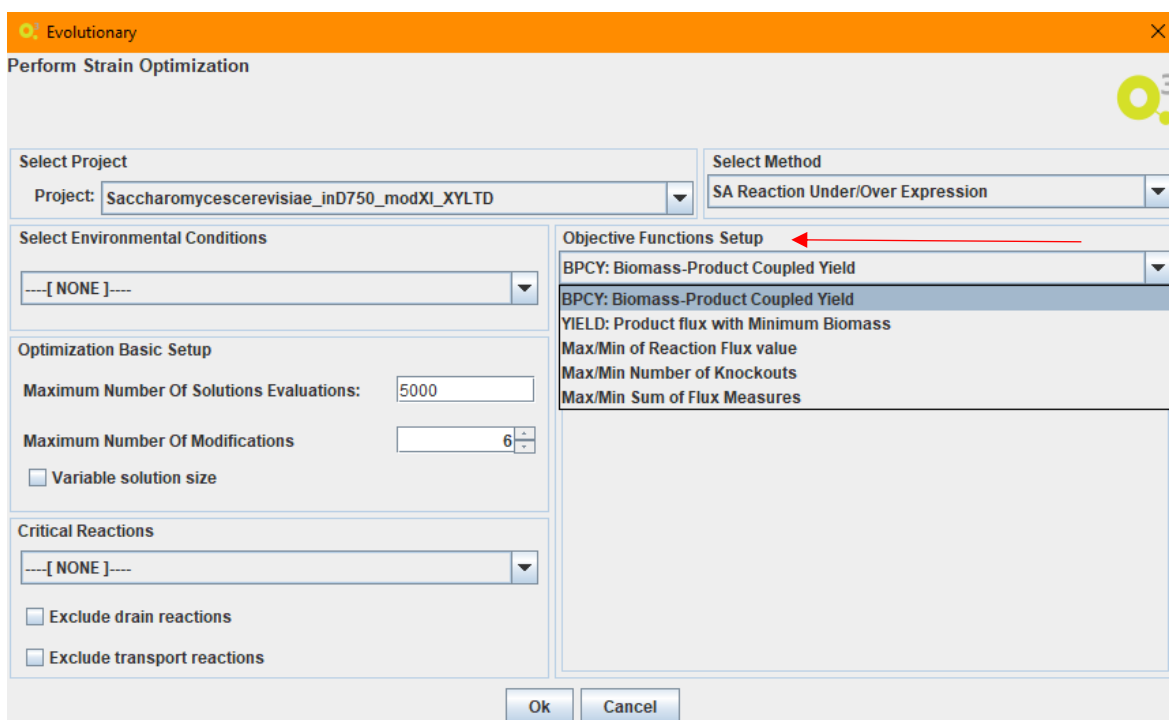 Evolutionary
Perform Strain Optimization
3
Select Project
Project: Saccharomycescerevisiae_inD750_modXI_XYLTD
Select Method
SA Reaction Under/Over Expression
Select Environmental Conditions
----[ NONE ]----
Optimization Basic Setup
Maximum Number Of Solutions Evaluations: 5000
Maximum Number Of Modifications 6
Variable solution size
Critical Reactions
----[ NONE ]----
Exclude drain reactions
Exclude transport reactions
Objective Functions Setup
BPCY: Biomass-Product Coupled Yield
BPCY: Biomass-Product Coupled Yield
YIELD: Product flux with Minimum Biomass
Max/Min of Reaction Flux value
Max/Min Number of Knockouts
Max/Min Sum of Flux Measures
Ok Cancel